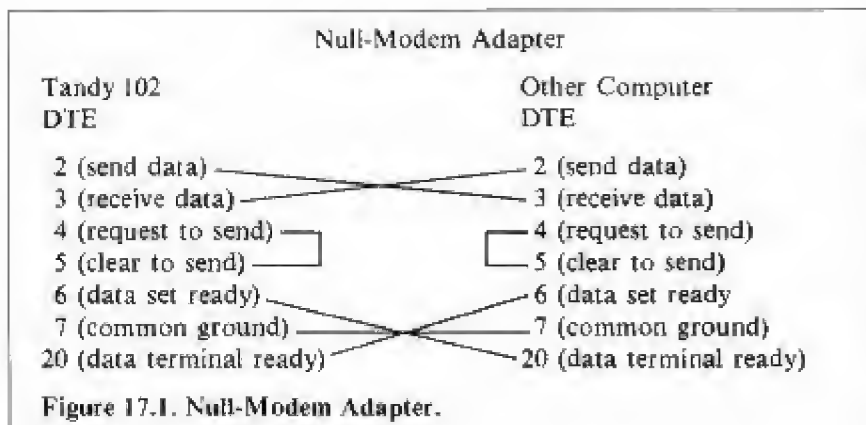 Null-Modem Adapter
Tandy 102 Other Computer
DTE DTE
2 (send data) 2 (send data)
3 (receive data) 3 (receive data)
4 (request to send) 4 (request to send)
5 (clear to send) 5 (clear to send)
6 (data set ready) 6 (data set ready
7 (common ground) 7 (common ground)
20 (data terminal ready) 20 (data terminal ready)
Figure 17.1. Null-Modem Adapter.